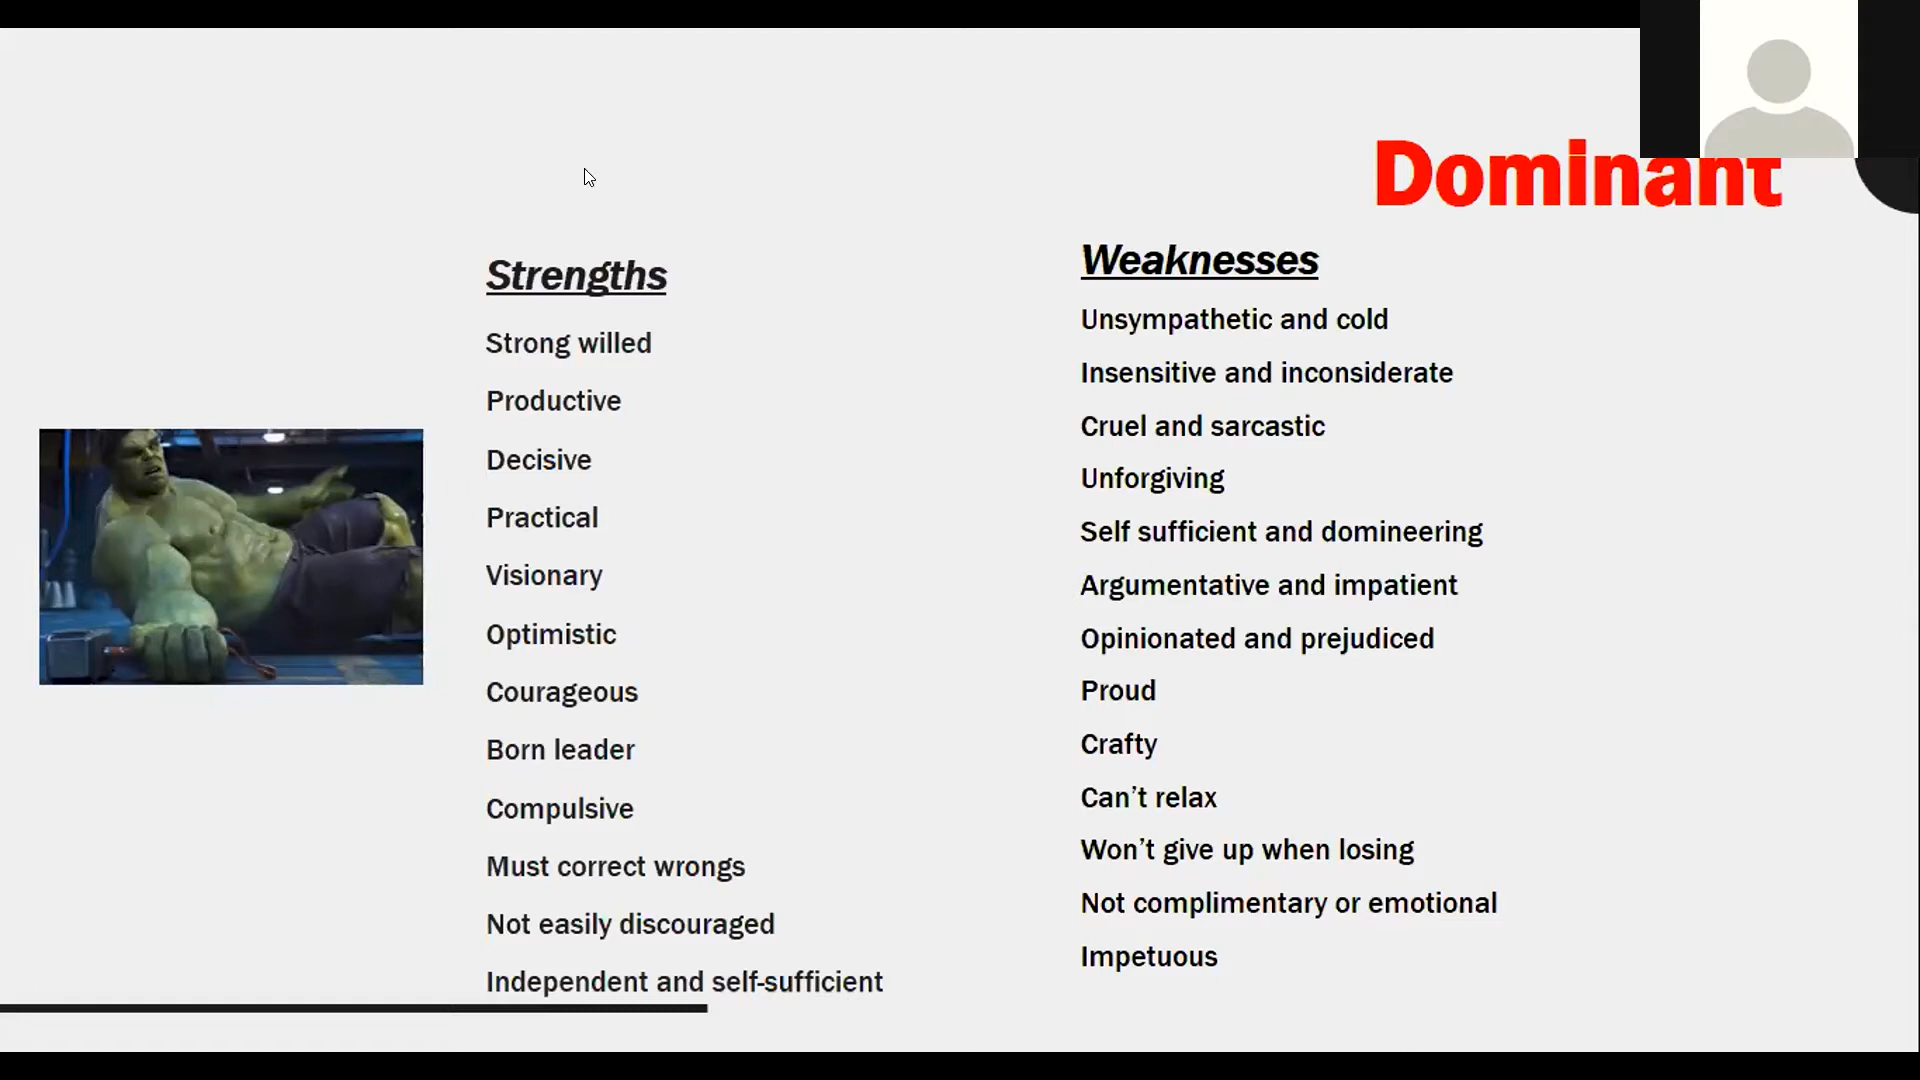 Dominant
Strengths
Strong willed
Productive
Decisive
Practical
Visionary
Optimistic
Courageous
Born leader
Compulsive
Must correct wrongs
Not easily discouraged
Independent and self-sufficient
Weaknesses
Unsympathetic and cold
Insensitive and inconsiderate
Cruel and sarcastic
Unforgiving
Self sufficient and domineering
Argumentative and impatient
Opinionated and prejudiced
Proud
Crafty
Can’t relax
Won’t give up when losing
Not complimentary or emotional
Impetuous